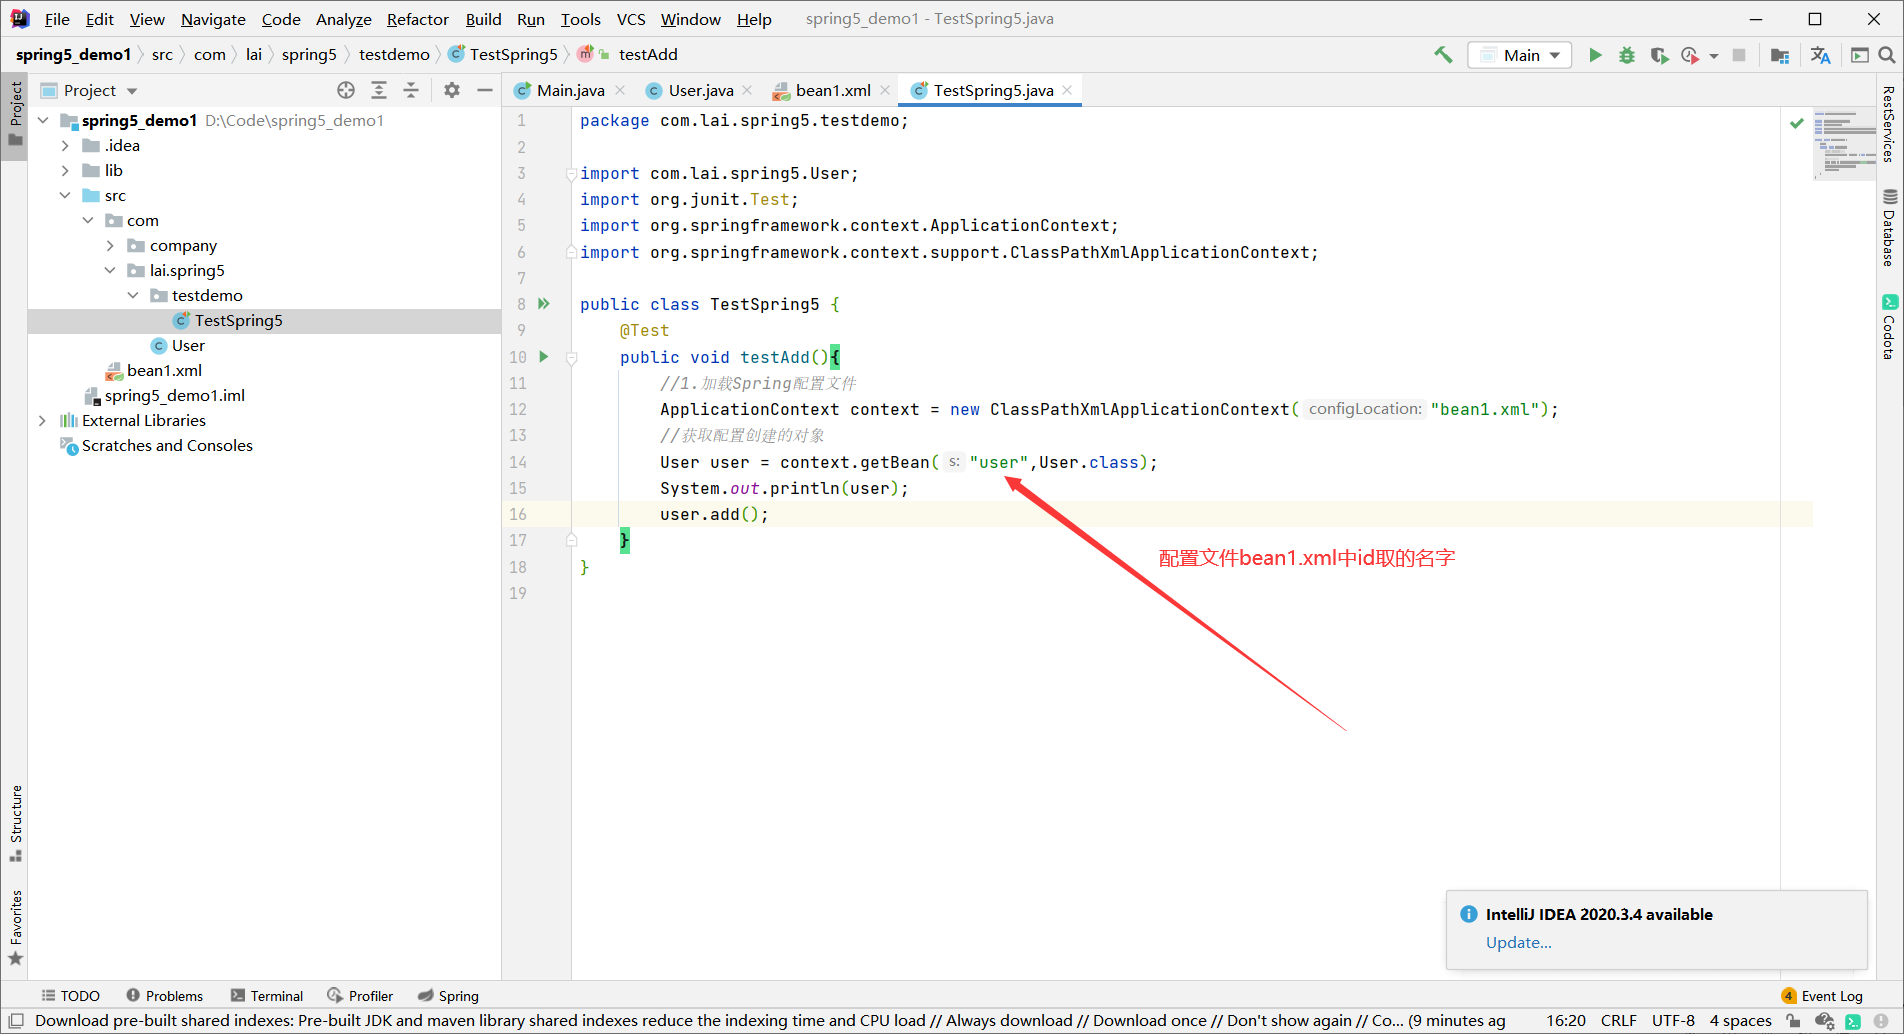 File Edit View Navigate Code Analyze Refactor Build Run Tools VCS Window Help spring5_demo1 - TestSpring5.java
spring5_demo1 src com lai spring5 testdemo TestSpring5 testAdd Main
Project
Main.java User.java bean1.xml TestSpring5.java
spring5_demo1 D:\Code\spring5_demo1
.idea
lib
src
com
company
lai.spring5
testdemo
TestSpring5
User
bean1.xml
spring5_demo1.iml
External Libraries
Scratches and Consoles
1 package com.lai.spring5.testdemo;
2
3 import com.lai.spring5.User;
4 import org.junit.Test;
5 import org.springframework.context.ApplicationContext;
6 import org.springframework.context.support.ClassPathXmlApplicationContext;
7
8 public class TestSpring5 {
9 @Test
10 public void testAdd(){
11 //1.加载Spring配置文件
12 ApplicationContext context = new ClassPathXmlApplicationContext( configLocation: "bean1.xml");
13 //获取配置创建的对象
14 User user = context.getBean( s: "user",User.class);
15 System.out.println(user);
16 user.add();
17 }
18 }
19
配置文件bean1.xml中id取的名字
Project
Structure
Favorites
RestServices
Database
Codota
IntelliJ IDEA 2020.3.4 available
Update...
TODO Problems Terminal Profiler Spring 4 Event Log
Download pre-built shared indexes: Pre-built JDK and maven library shared indexes reduce the indexing time and CPU load // Always download // Download once // Don't show again // Co... (9 minutes ag 16:20 CRLF UTF-8 4 spaces